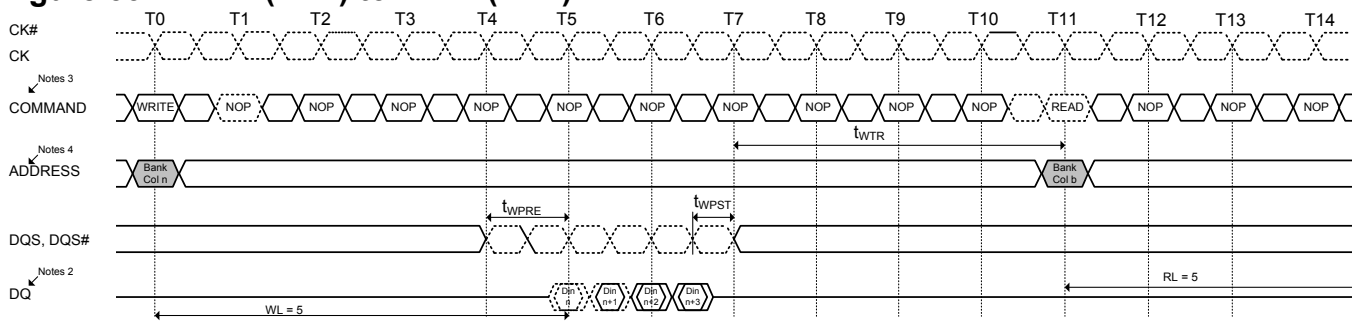 T0 T1 T2 T3 T4 T5 T6 T7 T8 T9 T10 T11 T12 T13 T14
CK#
CK
Notes 3
COMMAND WRITE NOP NOP NOP NOP NOP NOP NOP NOP NOP NOP READ NOP NOP NOP
tWTR
Notes 4
ADDRESS Bank Col n Bank Col b
tWPRE tWPST
DQS, DQS#
Notes 2
DQ Din n Din n+1 Din n+2 Din n+3
WL = 5 RL = 5